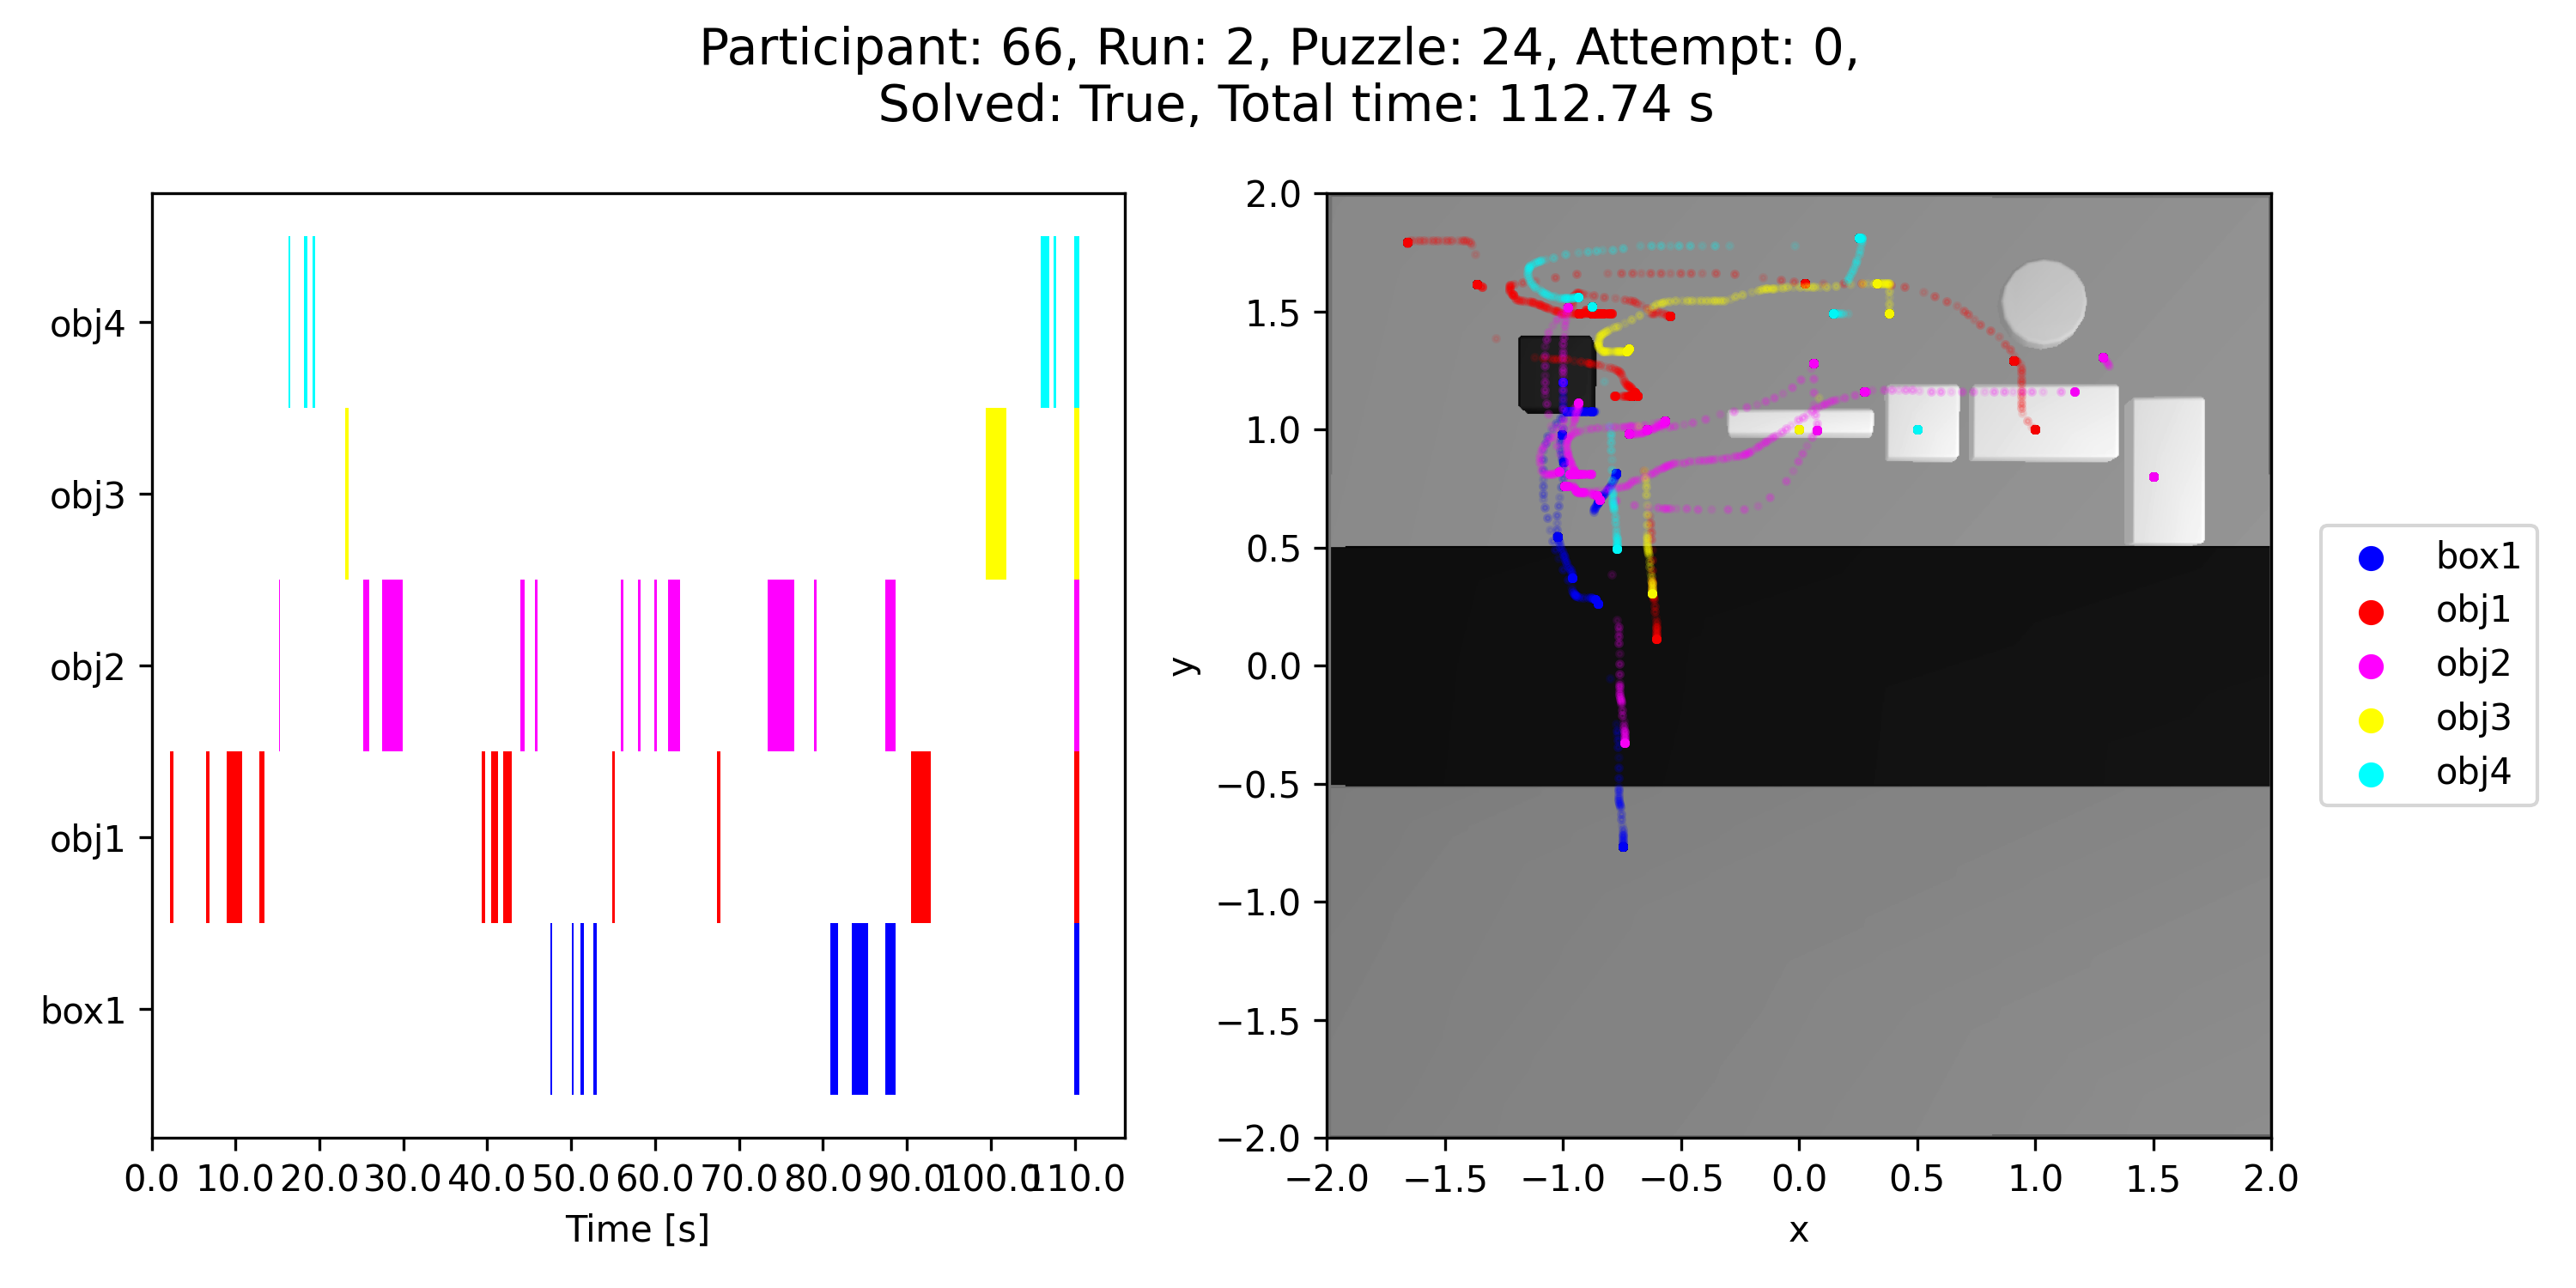 Participant: 66, Run: 2, Puzzle: 24, Attempt: 0,
Solved: True, Total time: 112.74 s
obj4
obj3
obj2
obj1
box1
0.0 10.0 20.0 30.0 40.0 50.0 60.0 70.0 80.0 90.0 100.0 110.0
Time [s]
2.0
1.5
1.0
0.5
0.0
−0.5
−1.0
−1.5
−2.0
y
−2.0 −1.5 −1.0 −0.5 0.0 0.5 1.0 1.5 2.0
x
box1
obj1
obj2
obj3
obj4